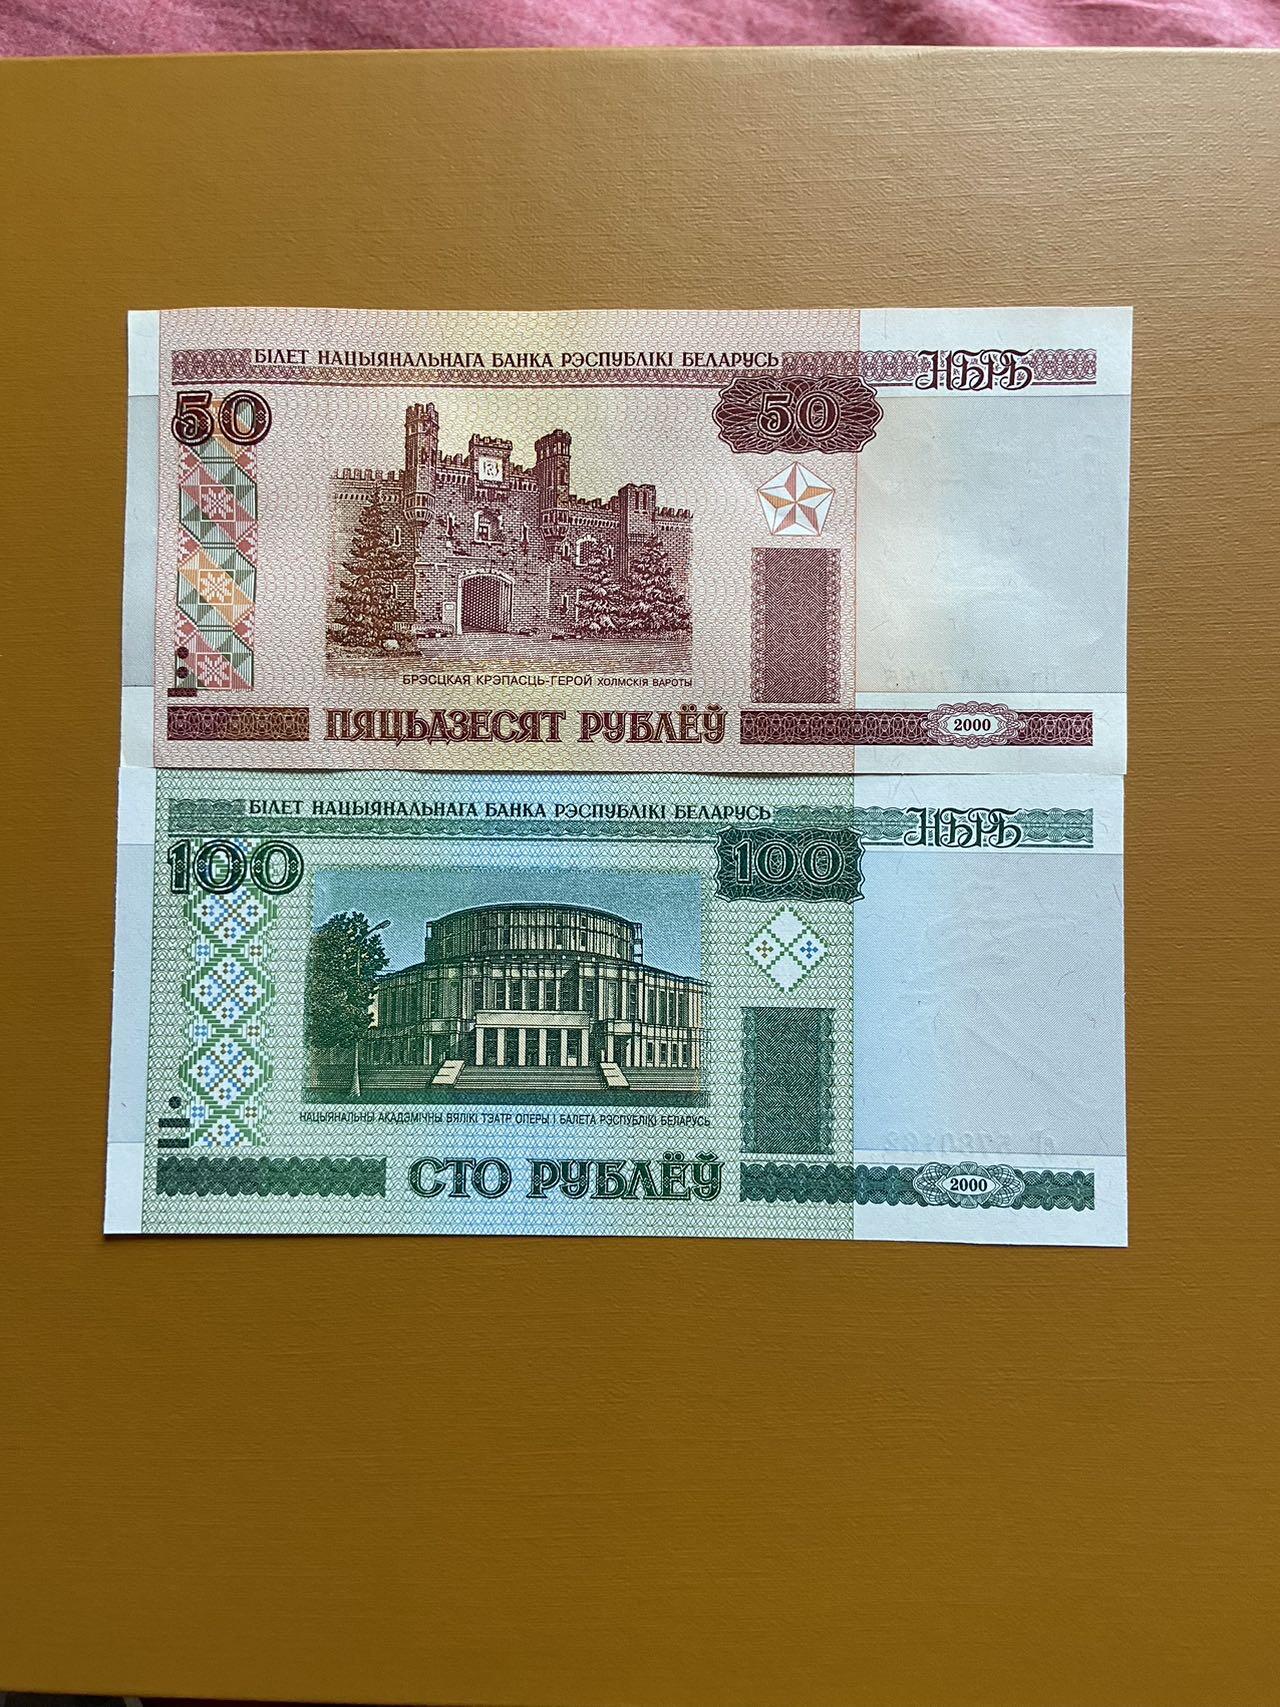 БІЛЕТ НАЦЫЯНАЛЬНАГА БАНКА РЭСПУБЛІКІ БЕЛАРУСЬ НБРБ
50 50
БРЭСЦКАЯ КРЭПАСЦЬ-ГЕРОЙ ХОЛМСКІЯ ВАРОТЫ
ПЯЦЬДЗЕСЯТ РУБЛЁЎ 2000
БІЛЕТ НАЦЫЯНАЛЬНАГА БАНКА РЭСПУБЛІКІ БЕЛАРУСЬ НБРБ
100 100
НАЦЫЯНАЛЬНЫ АКАДЭМІЧНЫ ВЯЛІКІ ТЭАТР ОПЕРЫ І БАЛЕТА РЭСПУБЛІКІ БЕЛАРУСЬ
СТО РУБЛЁЎ 2000